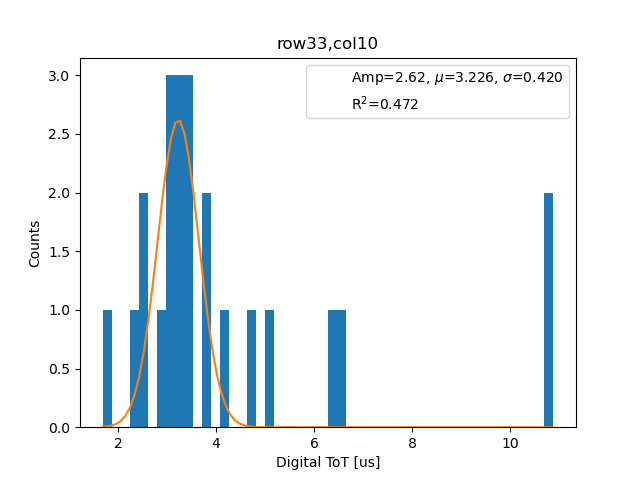 row33,col10
Amp=2.62, μ=3.226, σ=0.420
R²=0.472
3.0
2.5
2.0
1.5
1.0
0.5
0.0
Counts
2 4 6 8 10
Digital ToT [us]